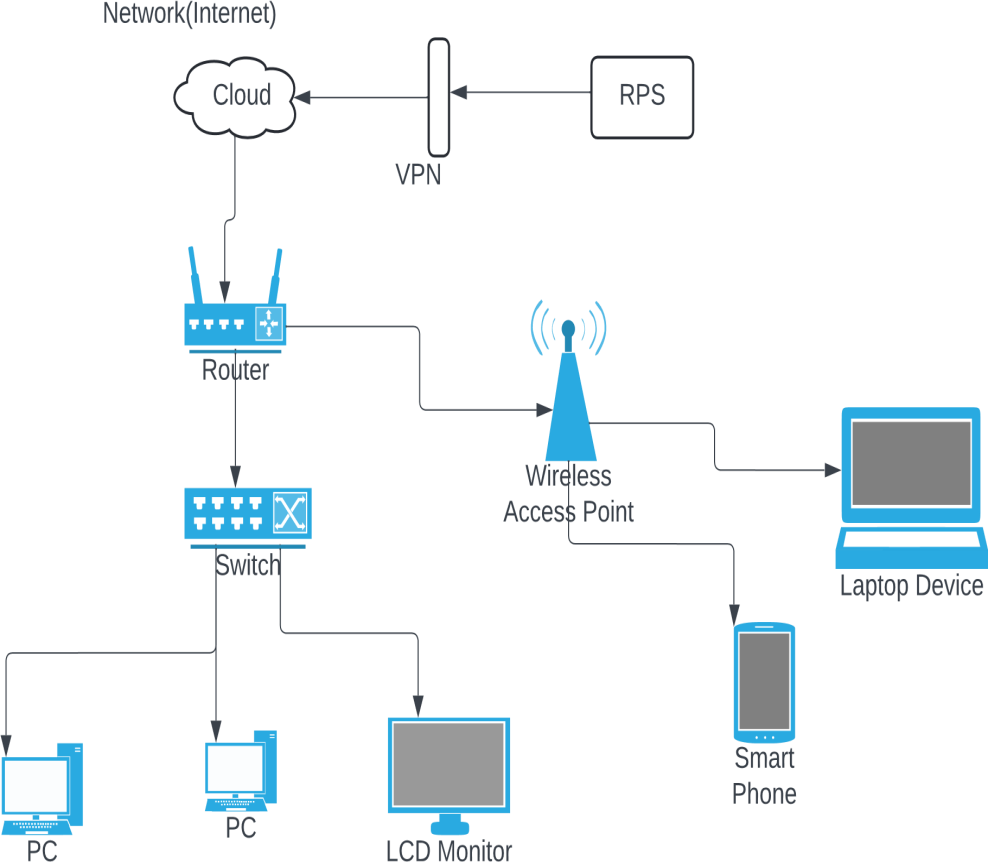 Network(Internet)
Cloud
RPS
VPN
Router
Wireless
Access Point
Switch
Laptop Device
Smart
Phone
PC
PC
LCD Monitor